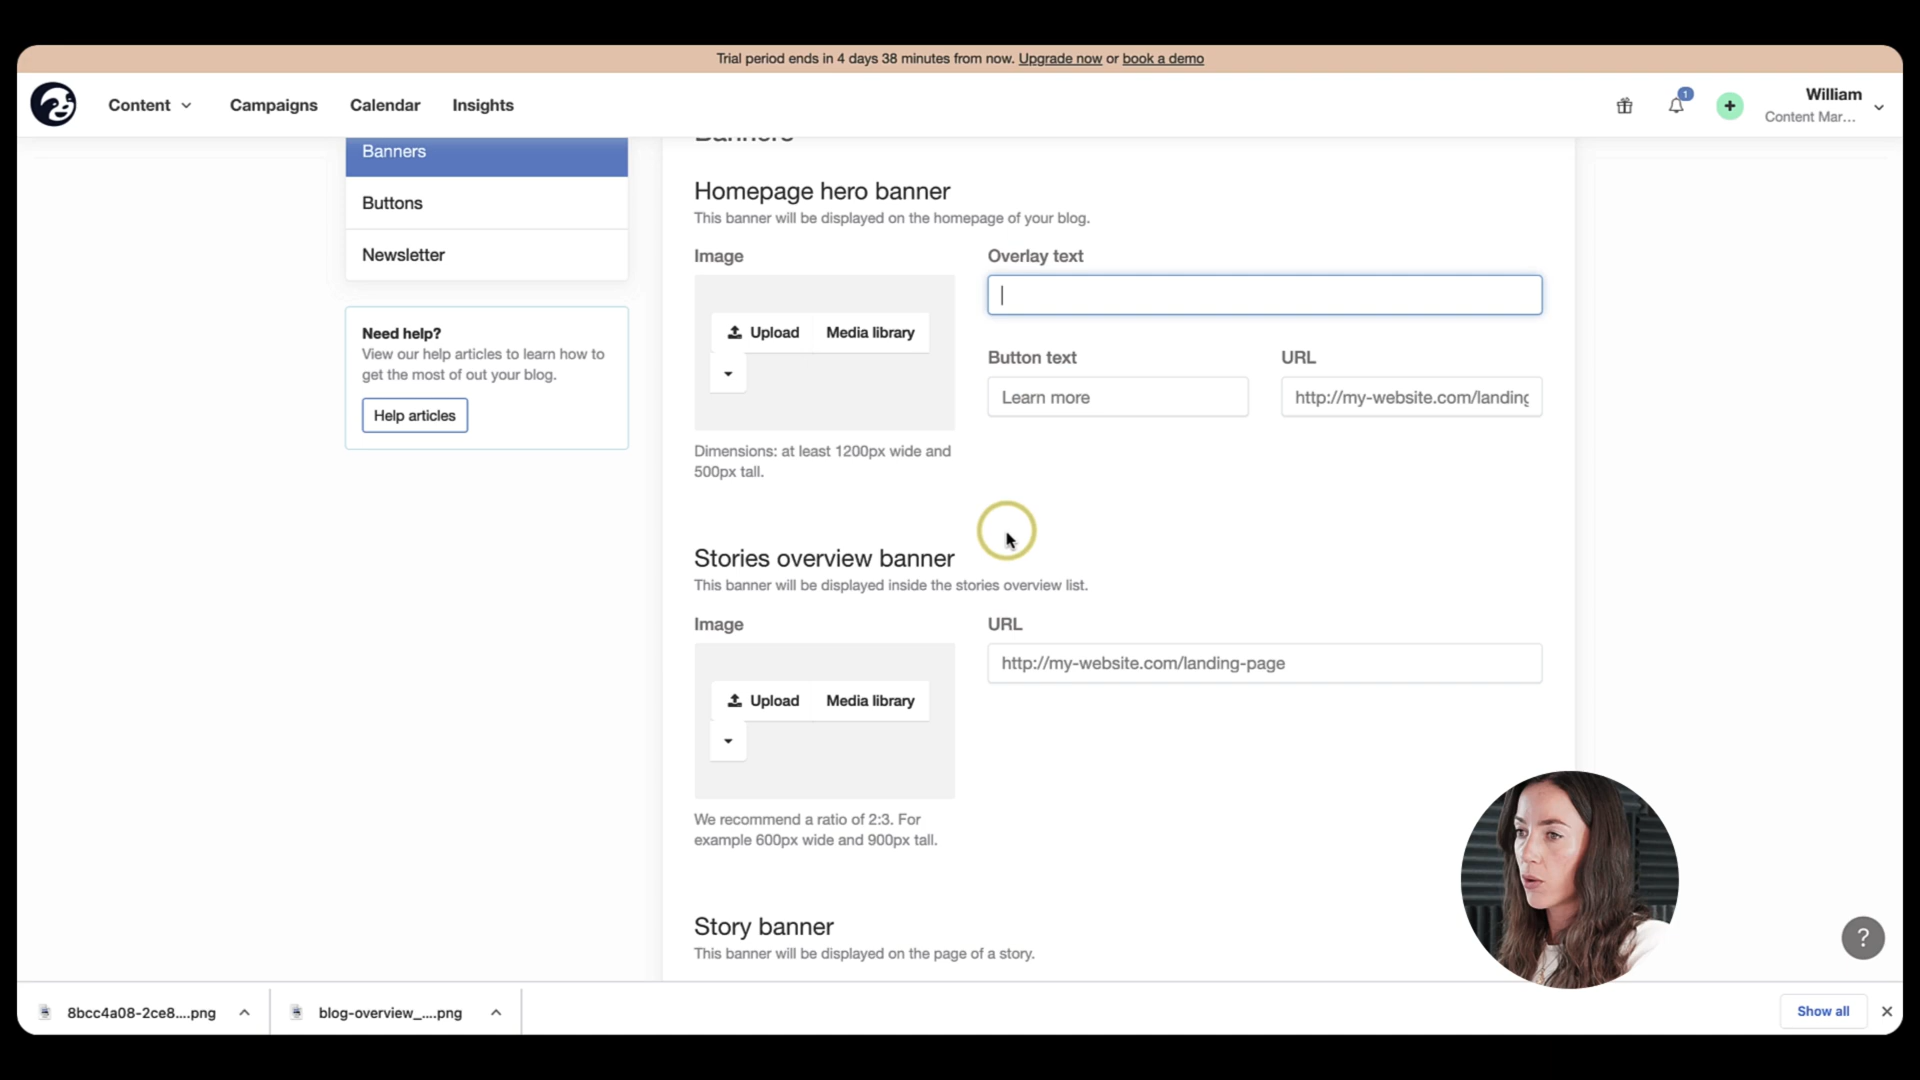 Trial period ends in 4 days 38 minutes from now. Upgrade now or book a demo
Content
Campaigns
Calendar
Insights
1
+
William
Content Mar...
Banners
Buttons
Newsletter
Need help?
View our help articles to learn how to
get the most of out your blog.
Help articles
Banners
Homepage hero banner
This banner will be displayed on the homepage of your blog.
Image
Upload
Media library
Dimensions: at least 1200px wide and
500px tall.
Overlay text
Button text
Learn more
URL
http://my-website.com/landing
Stories overview banner
This banner will be displayed inside the stories overview list.
Image
Upload
Media library
We recommend a ratio of 2:3. For
example 600px wide and 900px tall.
URL
http://my-website.com/landing-page
Story banner
This banner will be displayed on the page of a story.
?
8bcc4a08-2ce8....png
blog-overview_....png
Show all